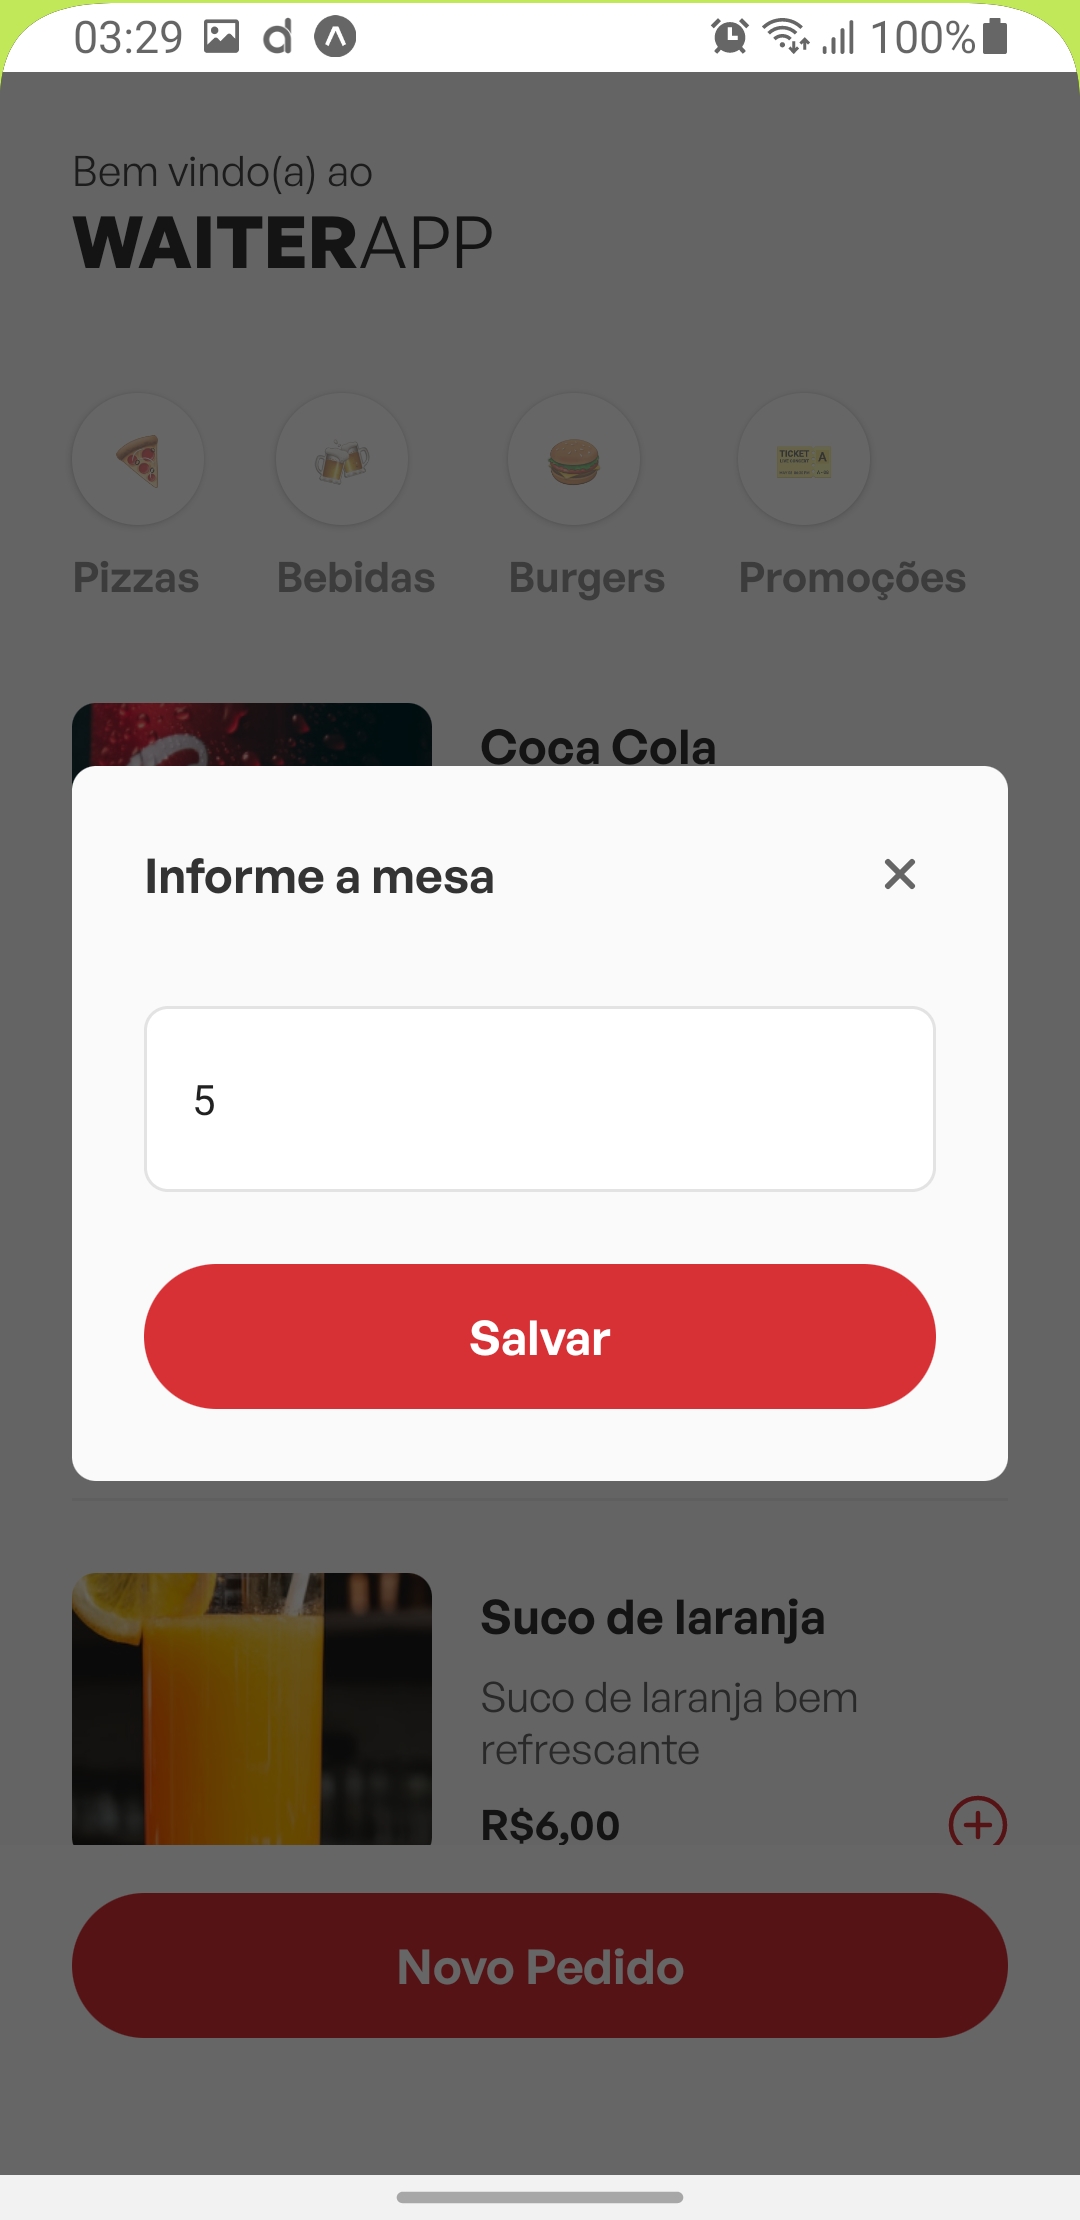 03:29
100%
Bem vindo(a) ao
WAITERAPP
TICKET
A
Pizzas
Bebidas
Burgers
Promoções
Coca Cola
Informe a mesa
5
Salvar
Suco de laranja
Suco de laranja bem
refrescante
R$6,00
Novo Pedido